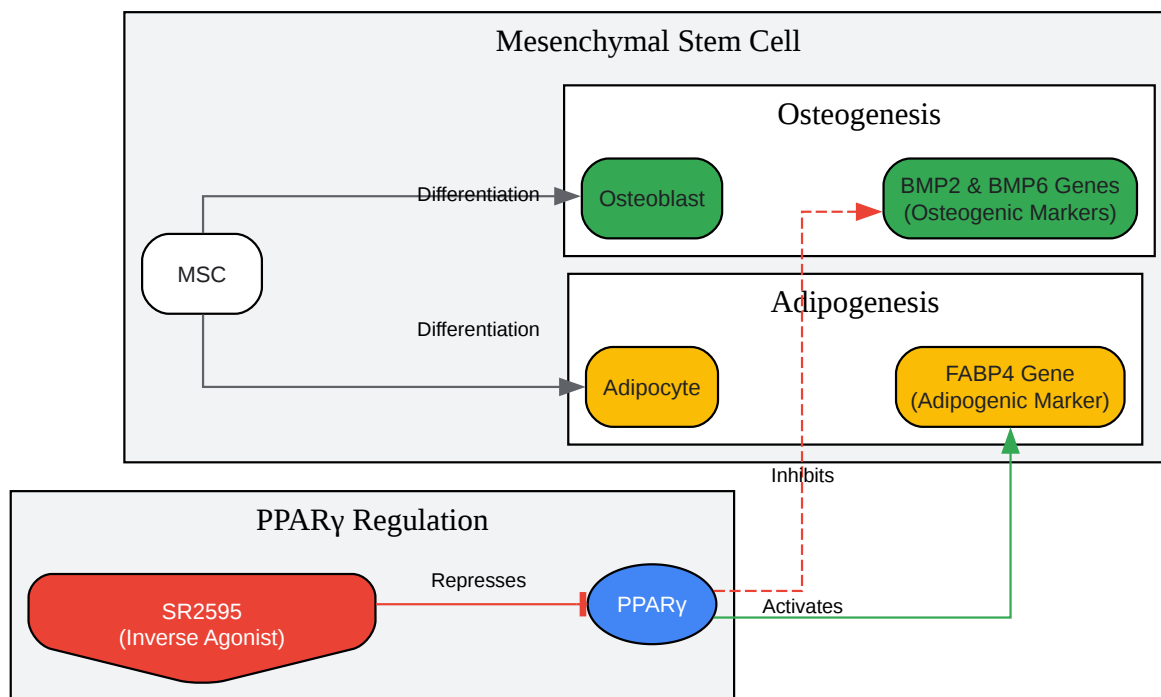 Mesenchymal Stem Cell
Osteogenesis
Differentiation
Osteoblast
BMP2 & BMP6 Genes
(Osteogenic Markers)
MSC
Adipogenesis
Differentiation
Adipocyte
FABP4 Gene
(Adipogenic Marker)
Inhibits
PPARγ Regulation
Represses
SR2595
(Inverse Agonist)
PPARγ
Activates